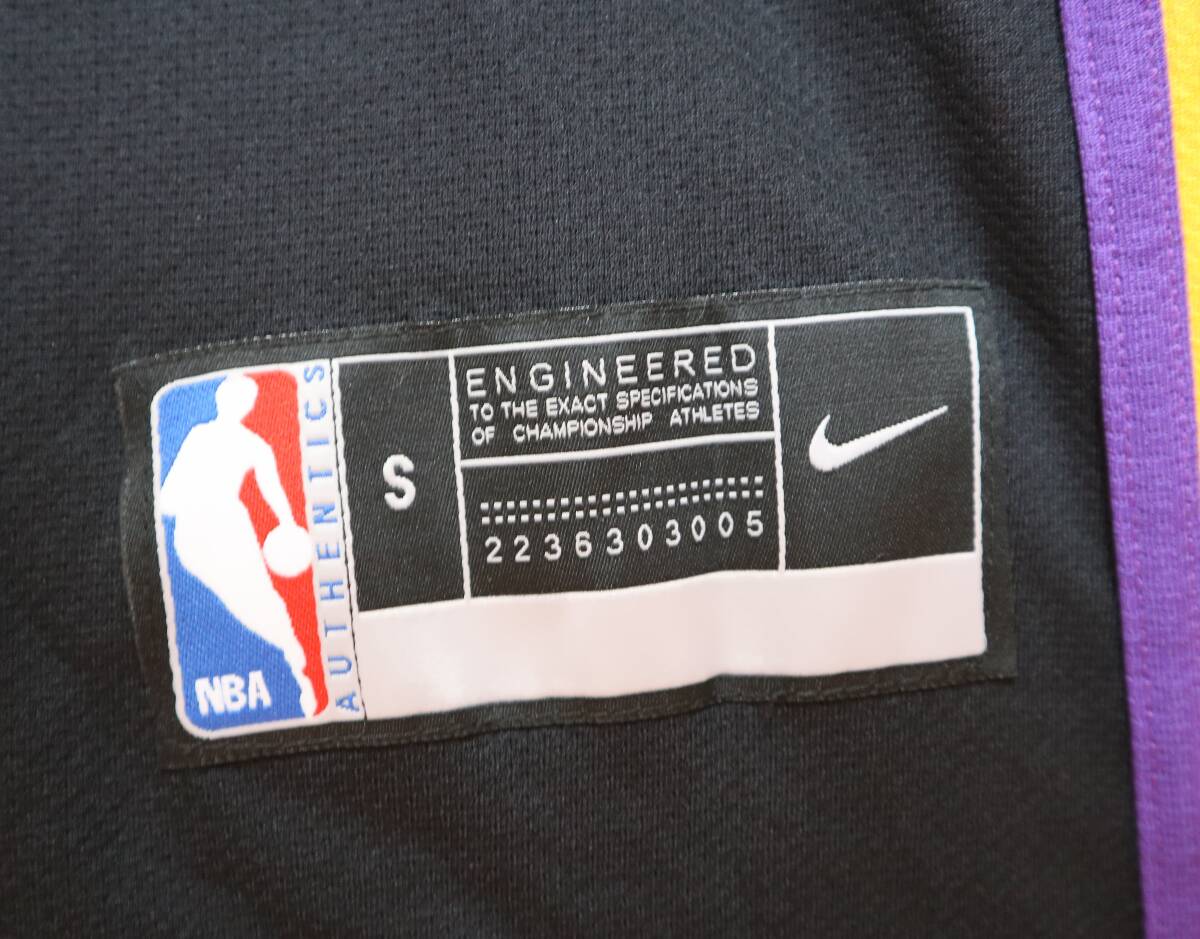 NBA
AUTHENTICS
S
ENGINEERED
TO THE EXACT SPECIFICATIONS
OF CHAMPIONSHIP ATHLETES
2236303005